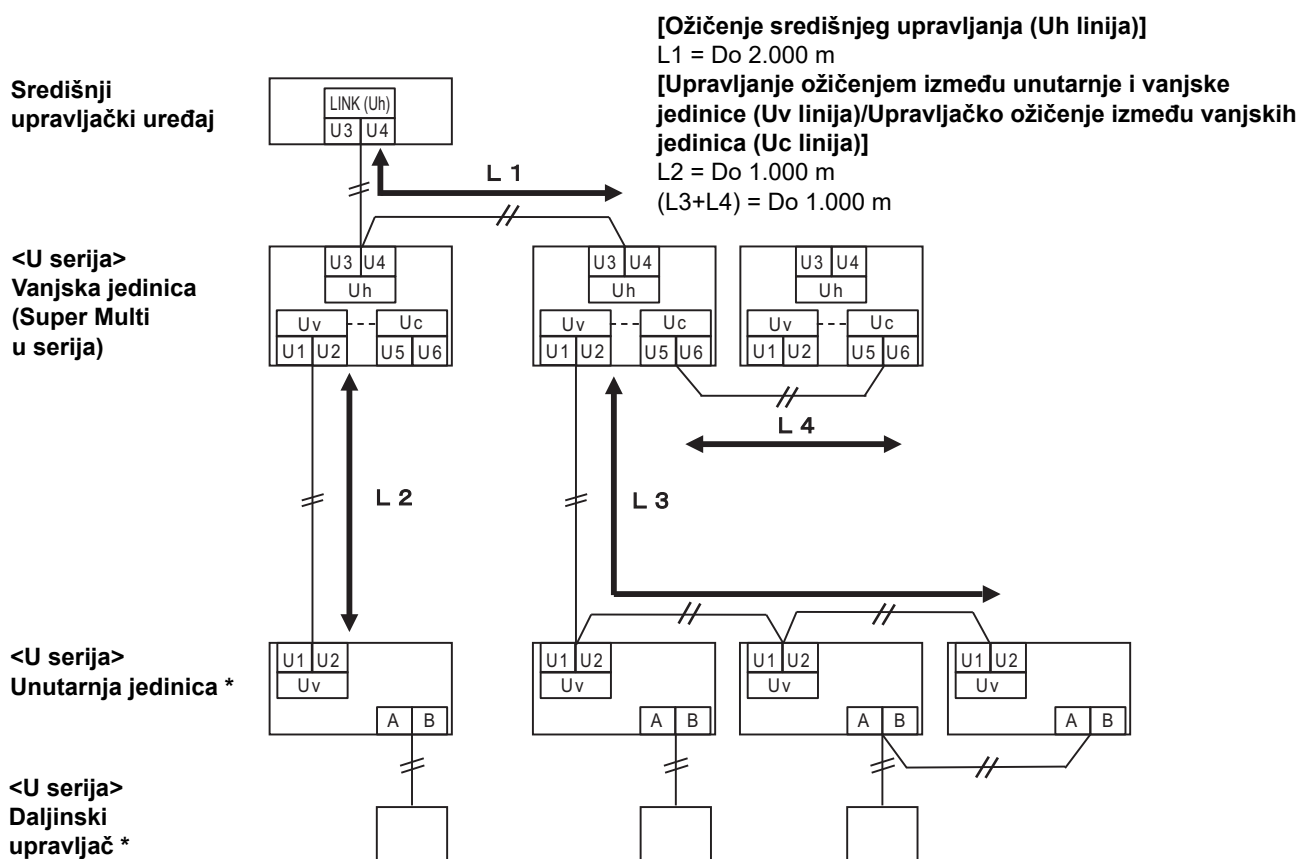 [Ožičenje središnjeg upravljanja (Uh linija)]
L1 = Do 2.000 m
[Upravljanje ožičenjem između unutarnje i vanjske
jedinice (Uv linija)/Upravljačko ožičenje između vanjskih
jedinica (Uc linija)]
L2 = Do 1.000 m
(L3+L4) = Do 1.000 m
Središnji
upravljački uređaj
LINK (Uh)
U3 U4
L 1
<U serija>
Vanjska jedinica
(Super Multi
u serija)
U3 U4
Uh
Uv Uc
U1 U2 U5 U6
U3 U4
Uh
Uv Uc
U1 U2 U5 U6
U3 U4
Uh
Uv Uc
U1 U2 U5 U6
L 4
L 2
L 3
<U serija>
Unutarnja jedinica *
U1 U2
Uv
A B
U1 U2
Uv
A B
U1 U2
Uv
A B
U1 U2
Uv
A B
<U serija>
Daljinski
upravljač *